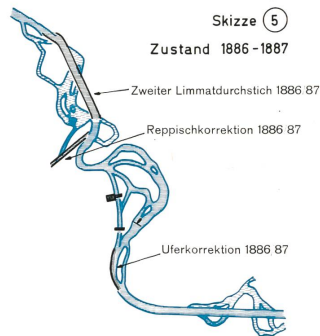 Skizze 5
Zustand 1886-1887
Zweiter Limmatdurchstich 1886/87
Reppischkorrektion 1886 87
Uferkorrektion 1886 87